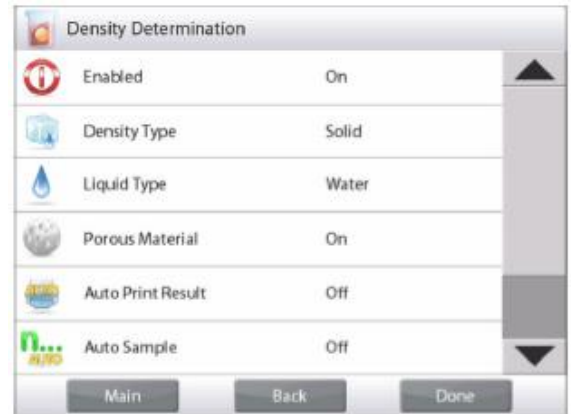 Density Determination
Enabled On
Density Type Solid
Liquid Type Water
Porous Material On
Auto Print Result Off
n...
AUTO
Auto Sample Off
Main Back Done